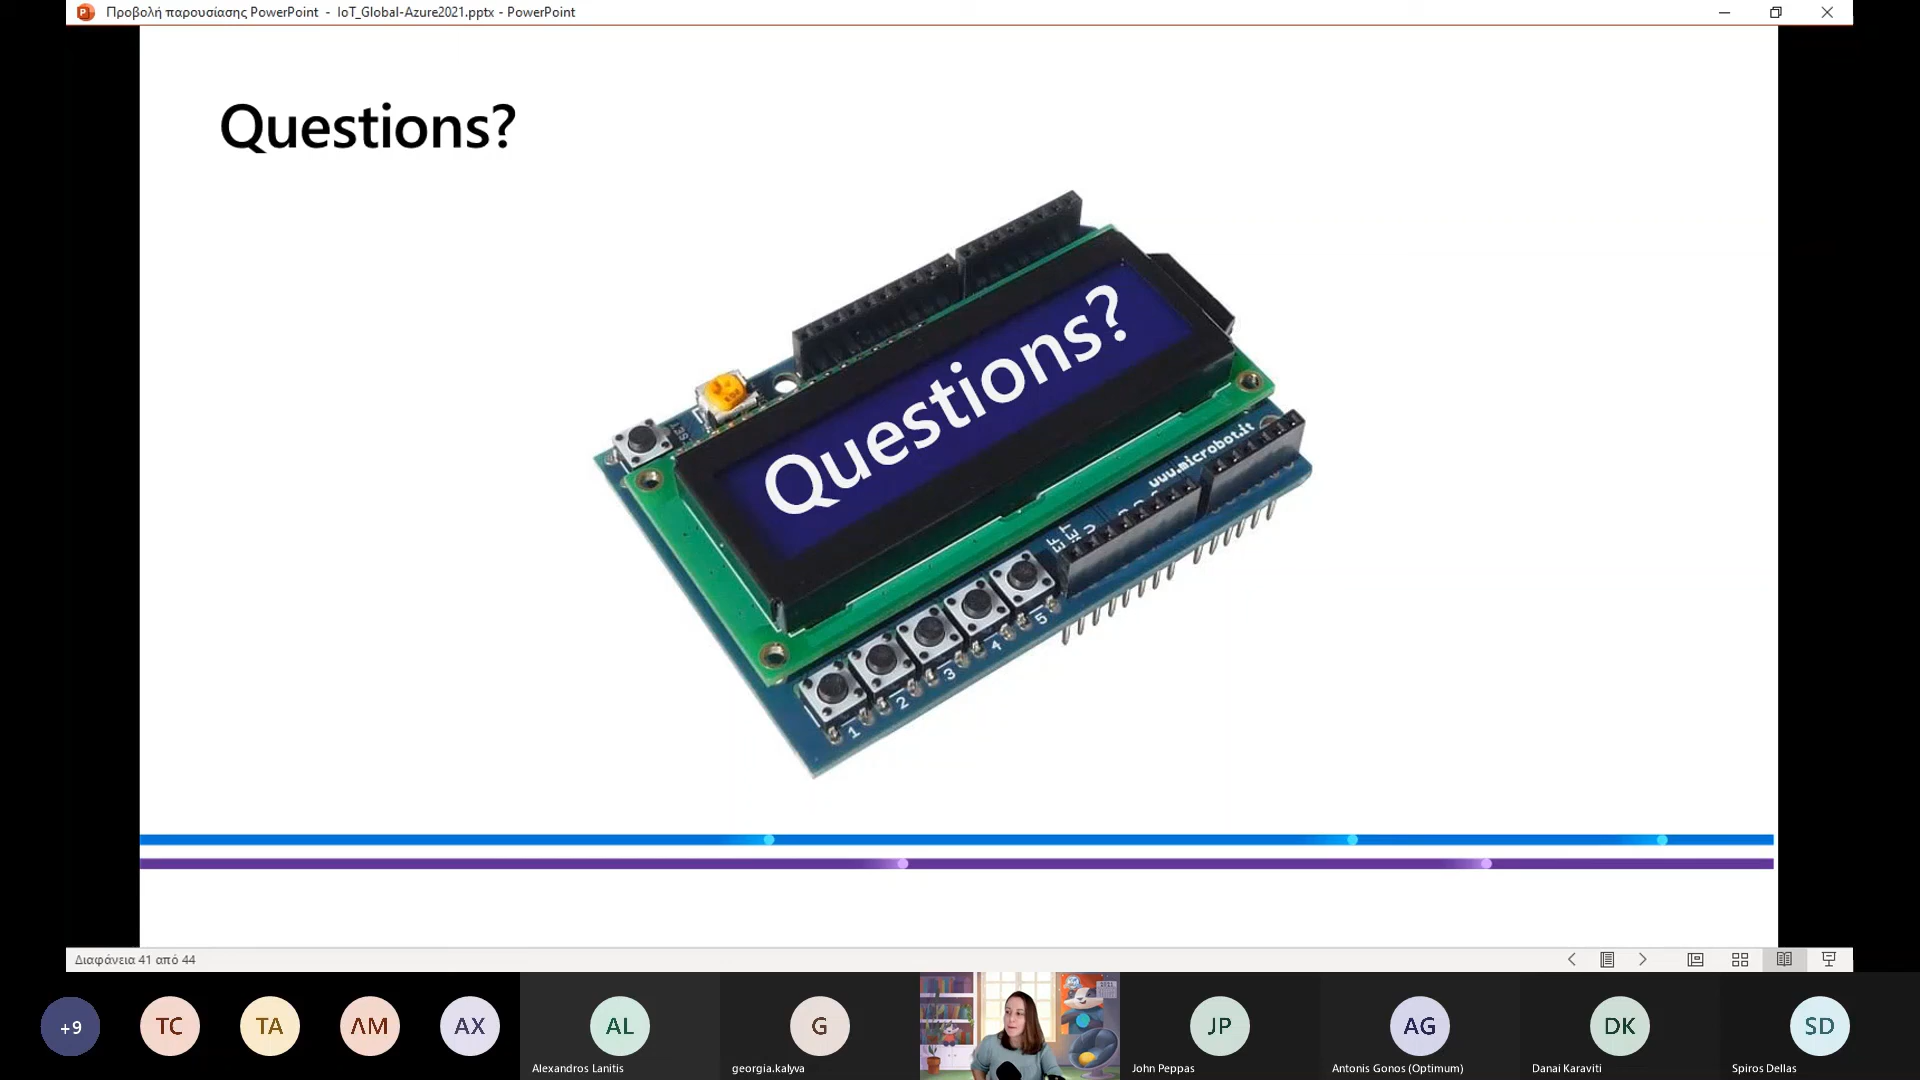 Προβολή παρουσίασης PowerPoint - IoT_Global-Azure2021.pptx - PowerPoint
Questions?
Questions?
www.microbot.it
1 2 3 4 5
Διαφάνεια 41 από 44
+9 TC TA ΛM AX AL G JP AG DK SD
Alexandros Lanitis georgia.kalyva John Peppas Antonis Gonos (Optimum) Danai Karaviti Spiros Dellas